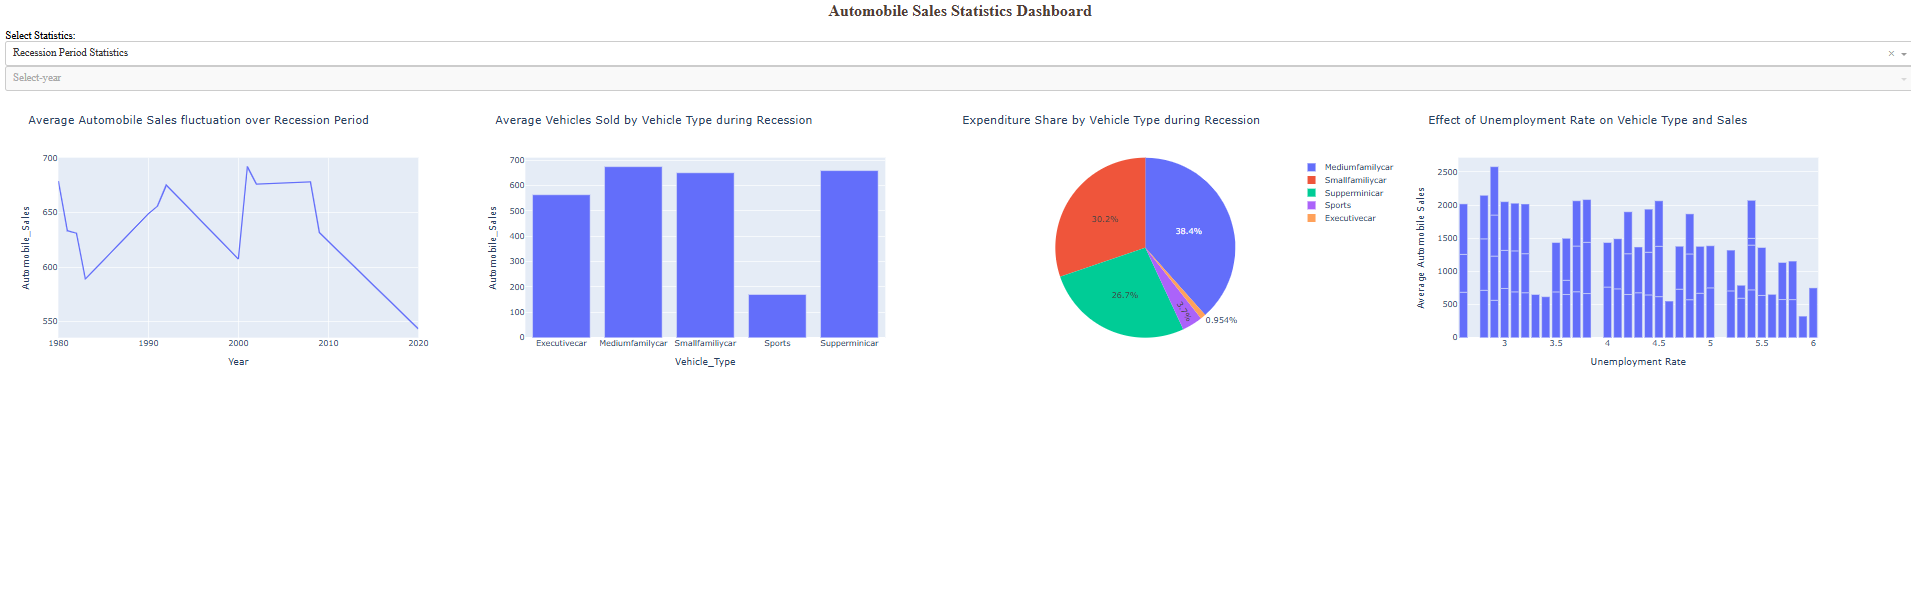 Automobile Sales Statistics Dashboard
Select Statistics:
Recession Period Statistics
×
Select-year
Average Automobile Sales fluctuation over Recession Period
700
650
600
550
Automobile_Sales
1980 1990 2000 2010 2020
Year
Average Vehicles Sold by Vehicle Type during Recession
700
600
500
400
300
200
100
0
Automobile_Sales
Executivecar Mediumfamilycar Smallfamiliycar Sports Supperminicar
Vehicle_Type
Expenditure Share by Vehicle Type during Recession
38.4%
30.2%
26.7%
3.7%
0.954%
Mediumfamilycar
Smallfamiliycar
Supperminicar
Sports
Executivecar
Effect of Unemployment Rate on Vehicle Type and Sales
2500
2000
1500
1000
500
0
Average Automobile Sales
3 3.5 4 4.5 5 5.5 6
Unemployment Rate